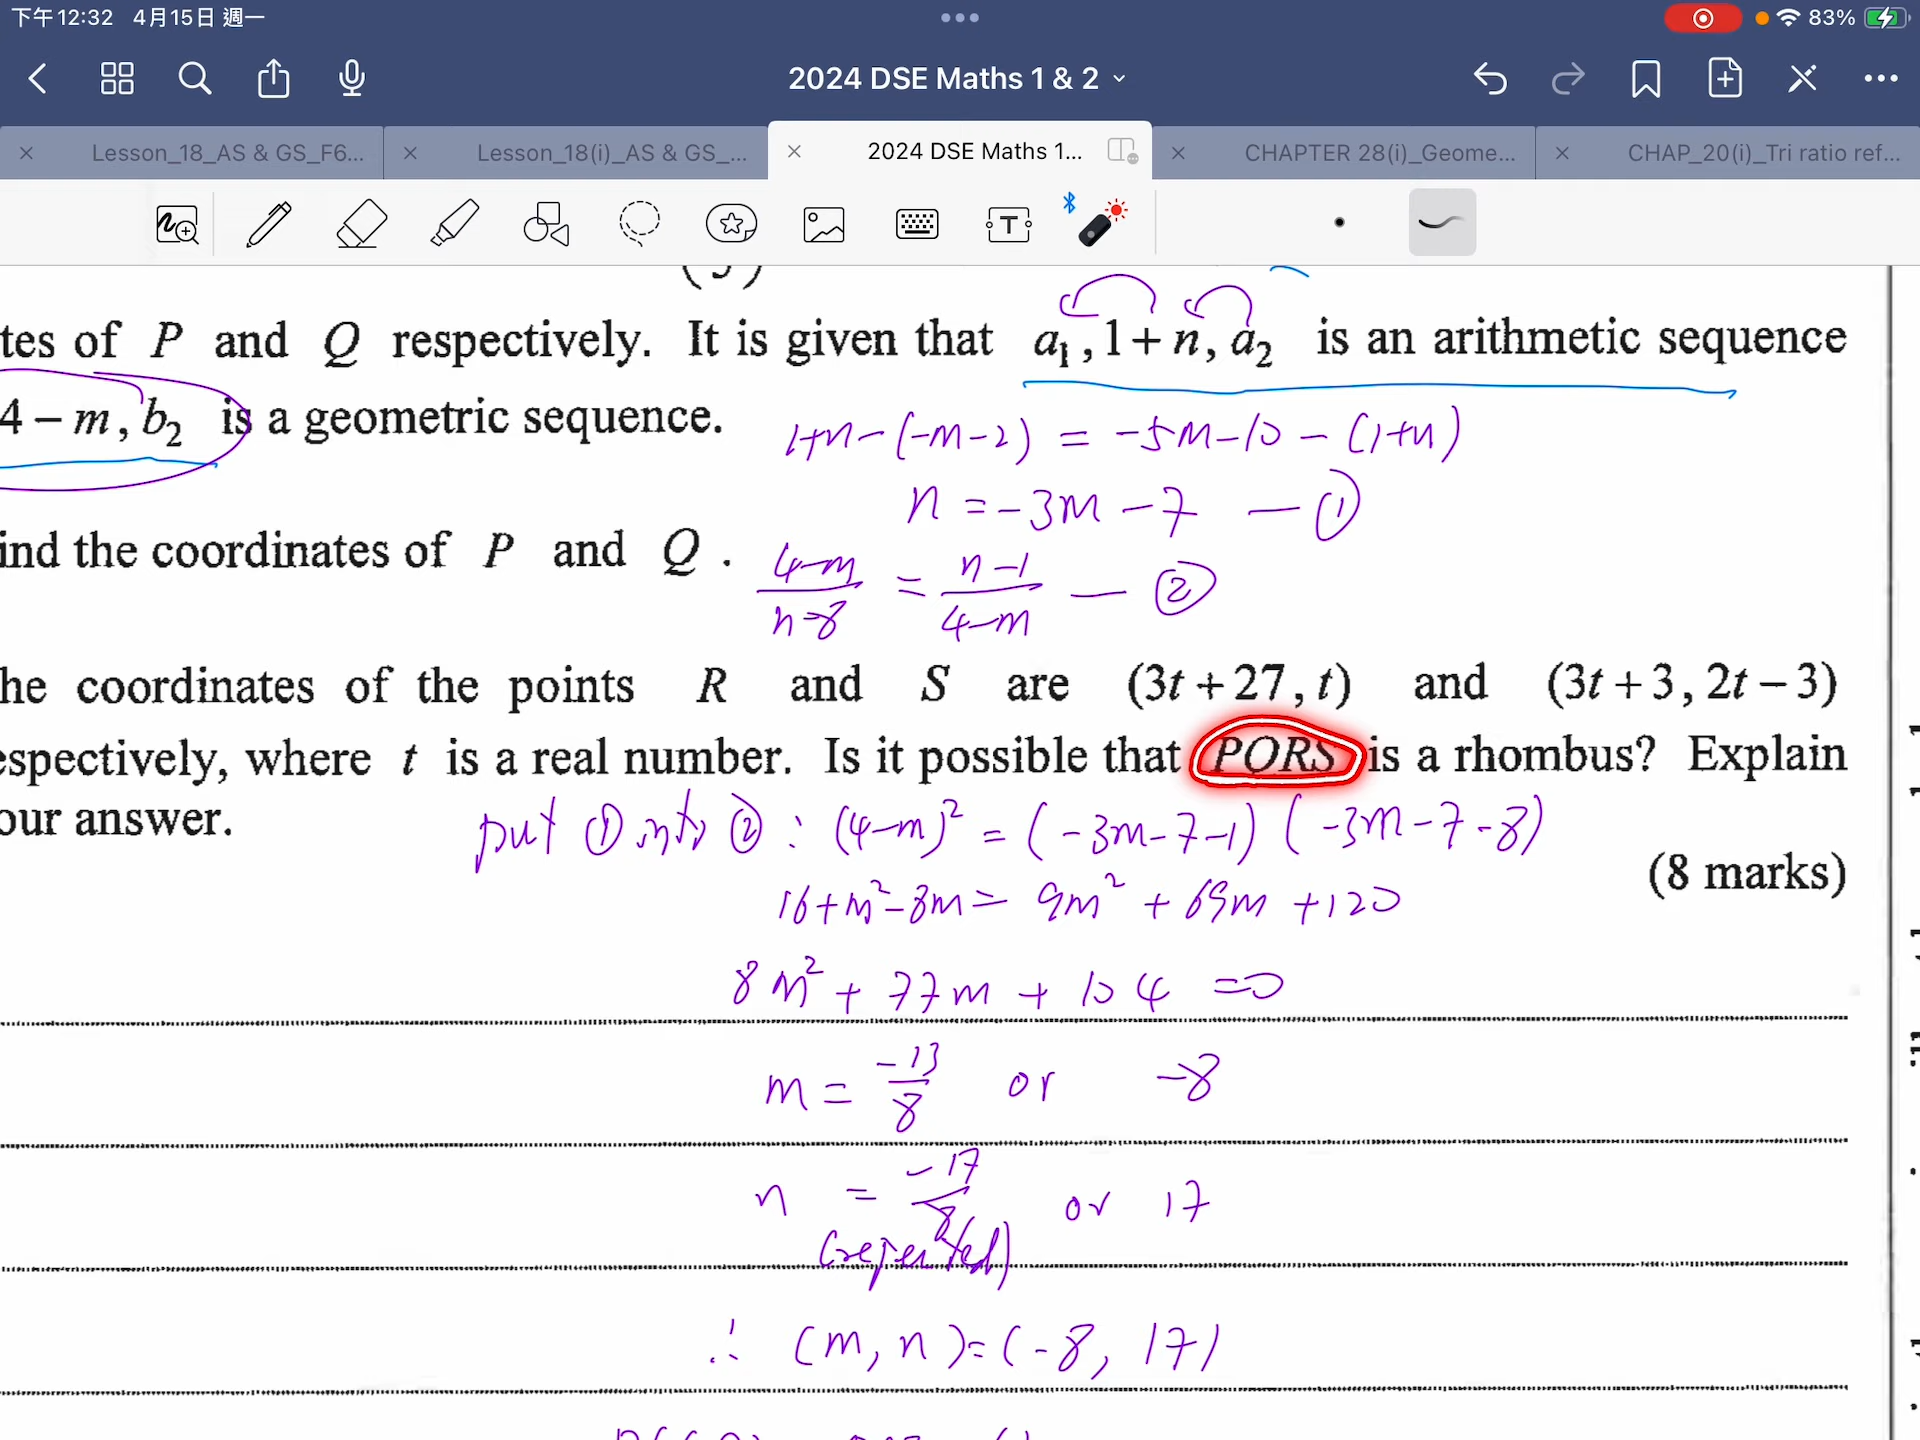 下午12:32 4月15日 週一
83%
2024 DSE Maths 1 & 2
Lesson_18_AS & GS_F6...
Lesson_18(i)_AS & GS_...
2024 DSE Maths 1...
CHAPTER 28(i)_Geome...
CHAP_20(i)_Tri ratio ref...
tes of P and Q respectively. It is given that a₁, 1 + n, a₂ is an arithmetic sequence
4 − m, b₂ is a geometric sequence.
1+n−(−m−2) = −5m−10−(1+n)
n = −3m−7 — ①
ind the coordinates of P and Q .
(4−m)/(n−8) = (n−1)/(4−m) — ②
he coordinates of the points R and S are (3t + 27, t) and (3t + 3, 2t − 3)
espectively, where t is a real number. Is it possible that PQRS is a rhombus? Explain
our answer.
put ① into ② : (4−m)² = (−3m−7−1)(−3m−7−8)
(8 marks)
16+m²−8m = 9m²+69m+120
8m²+77m+104=0
m = −13/8 or −8
n = −17/8 or 17
(rejected)
∴ (m, n)=(−8, 17)